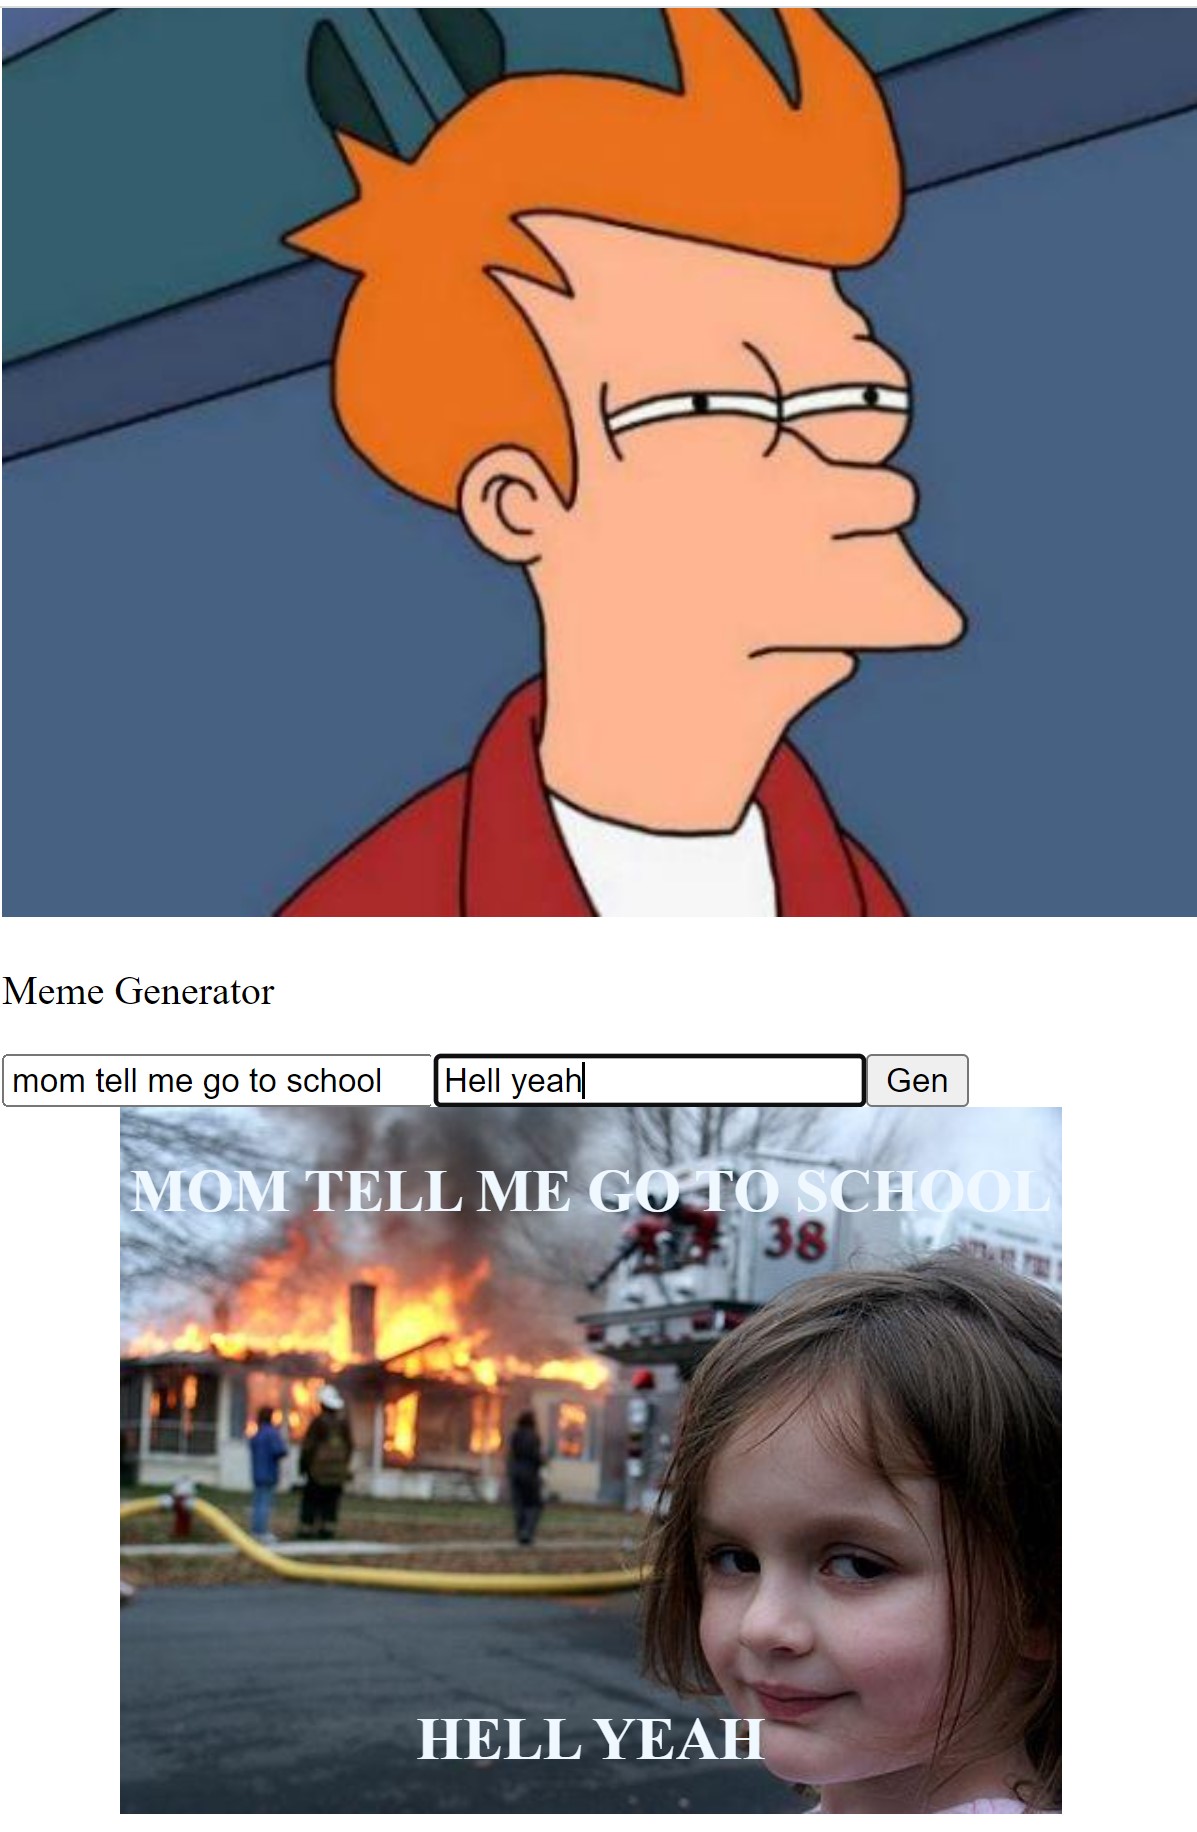 Meme Generator
mom tell me go to school
Hell yeah
Gen
MOM TELL ME GO TO SCHOOL
38
HELL YEAH